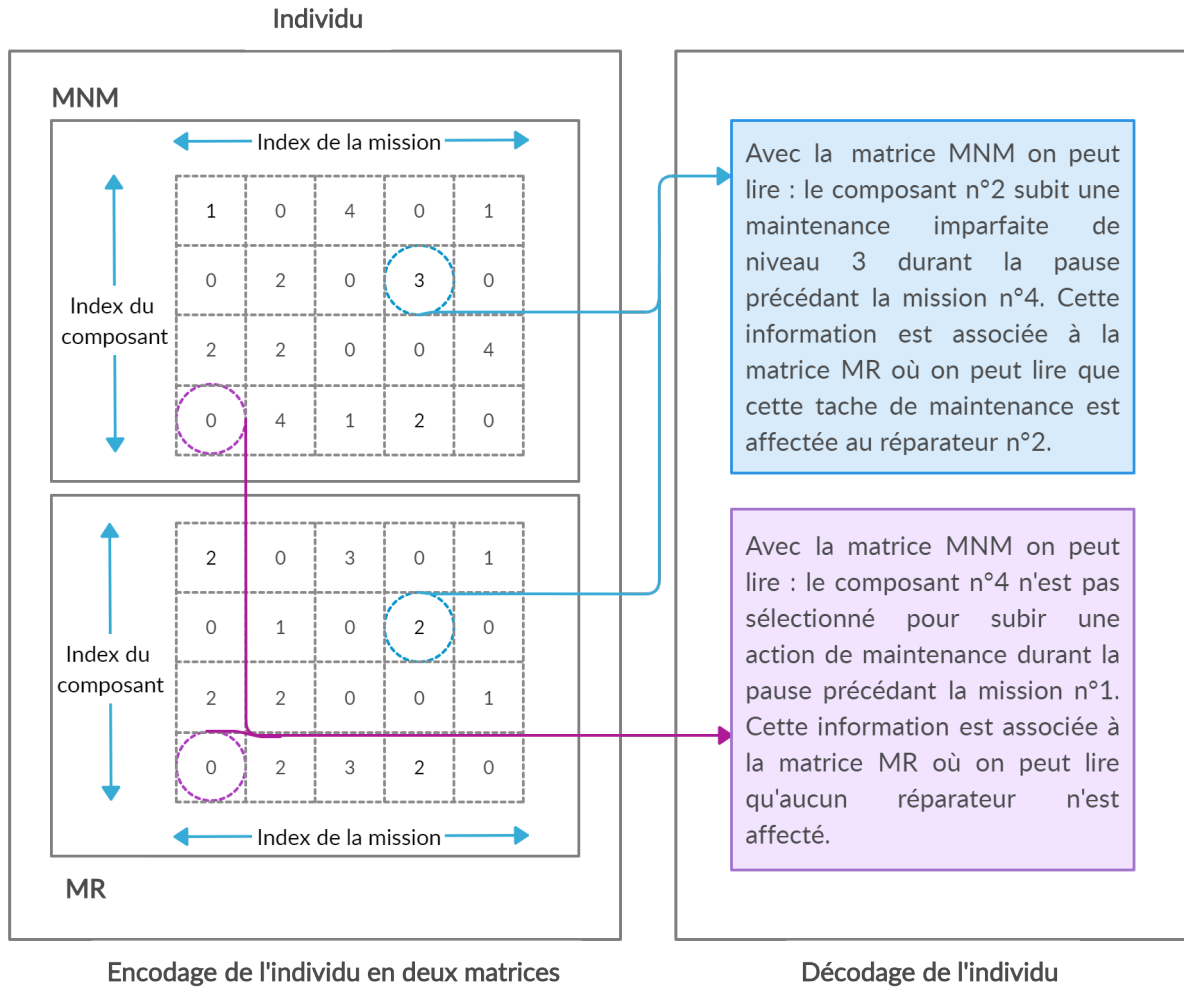 Individu
MNM
Index de la mission
Index du
composant
1 0 4 0 1
0 2 0 3 0
2 2 0 0 4
0 4 1 2 0
Index du
composant
2 0 3 0 1
0 1 0 2 0
2 2 0 0 1
0 2 3 2 0
Index de la mission
MR
Encodage de l'individu en deux matrices
Avec la matrice MNM on peut
lire : le composant n°2 subit une
maintenance imparfaite de
niveau 3 durant la pause
précédant la mission n°4. Cette
information est associée à la
matrice MR où on peut lire que
cette tache de maintenance est
affectée au réparateur n°2.
Avec la matrice MNM on peut
lire : le composant n°4 n'est pas
sélectionné pour subir une
action de maintenance durant la
pause précédant la mission n°1.
Cette information est associée à
la matrice MR où on peut lire
qu'aucun réparateur n'est
affecté.
Décodage de l'individu